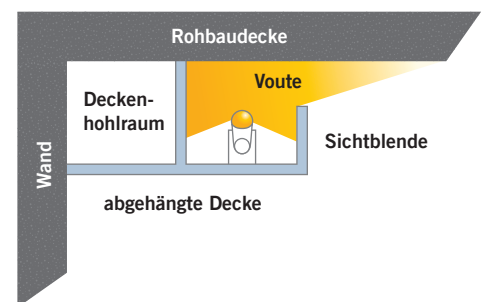 Rohbaudecke
Voute
Decken-
hohlraum
Sichtblende
Wand
abgehängte Decke